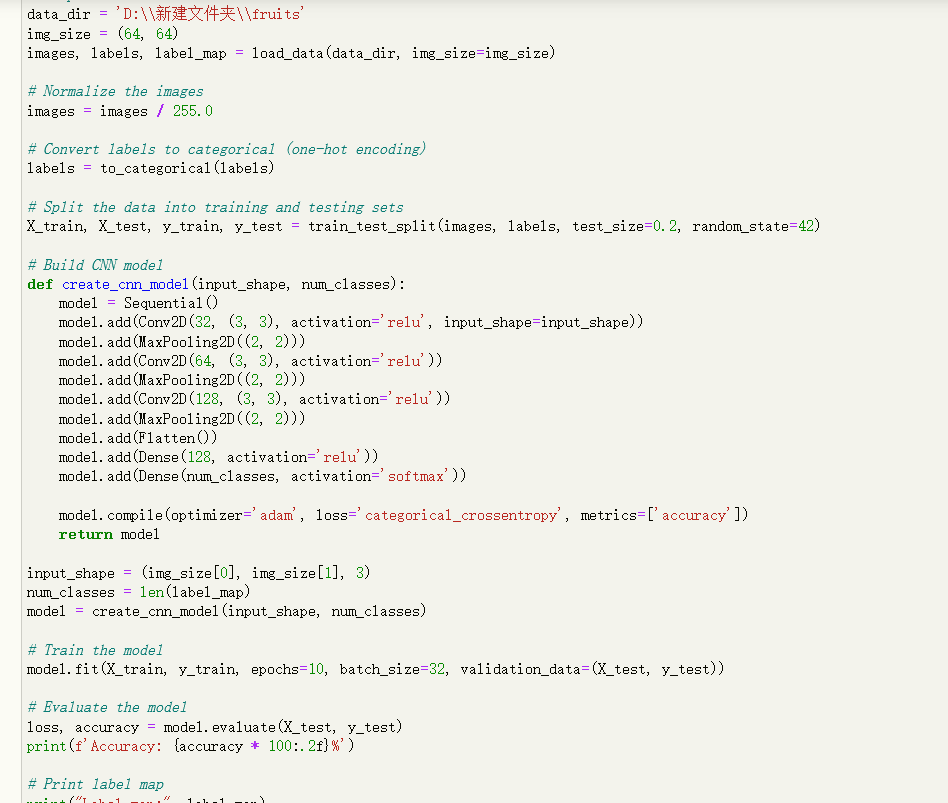 data_dir = 'D:\\新建文件夹\\fruits'
img_size = (64, 64)
images, labels, label_map = load_data(data_dir, img_size=img_size)
# Normalize the images
images = images / 255.0
# Convert labels to categorical (one-hot encoding)
labels = to_categorical(labels)
# Split the data into training and testing sets
X_train, X_test, y_train, y_test = train_test_split(images, labels, test_size=0.2, random_state=42)
# Build CNN model
def create_cnn_model(input_shape, num_classes):
    model = Sequential()
    model.add(Conv2D(32, (3, 3), activation='relu', input_shape=input_shape))
    model.add(MaxPooling2D((2, 2)))
    model.add(Conv2D(64, (3, 3), activation='relu'))
    model.add(MaxPooling2D((2, 2)))
    model.add(Conv2D(128, (3, 3), activation='relu'))
    model.add(MaxPooling2D((2, 2)))
    model.add(Flatten())
    model.add(Dense(128, activation='relu'))
    model.add(Dense(num_classes, activation='softmax'))
    model.compile(optimizer='adam', loss='categorical_crossentropy', metrics=['accuracy'])
    return model
input_shape = (img_size[0], img_size[1], 3)
num_classes = len(label_map)
model = create_cnn_model(input_shape, num_classes)
# Train the model
model.fit(X_train, y_train, epochs=10, batch_size=32, validation_data=(X_test, y_test))
# Evaluate the model
loss, accuracy = model.evaluate(X_test, y_test)
print(f'Accuracy: {accuracy * 100:.2f}%')
# Print label map
print("Label map:", label_map)